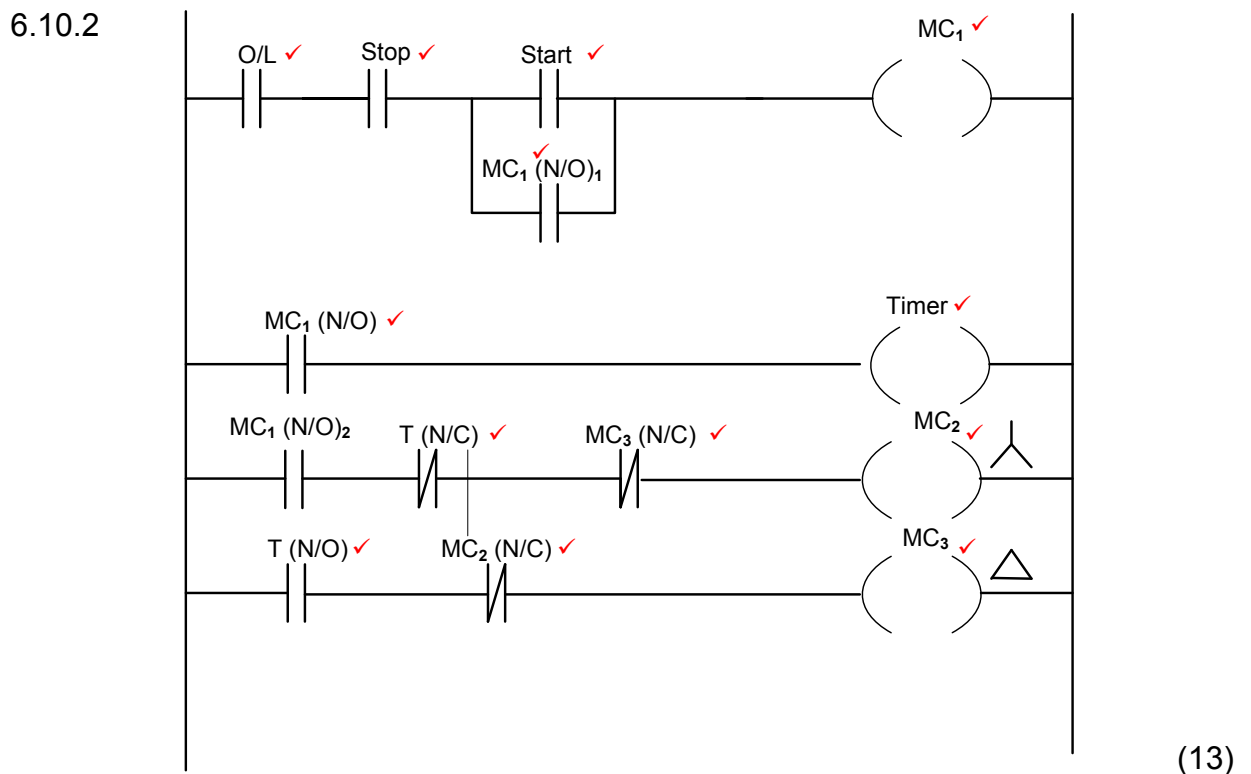 6.10.2
MC₁ ✓
O/L ✓ Stop ✓ Start ✓
MC₁ (N/O)₁ ✓
MC₁ (N/O) ✓ Timer ✓
MC₁ (N/O)₂ T (N/C) ✓ MC₃ (N/C) ✓ MC₂ ✓
T (N/O) ✓ MC₂ (N/C) ✓ MC₃ ✓
(13)